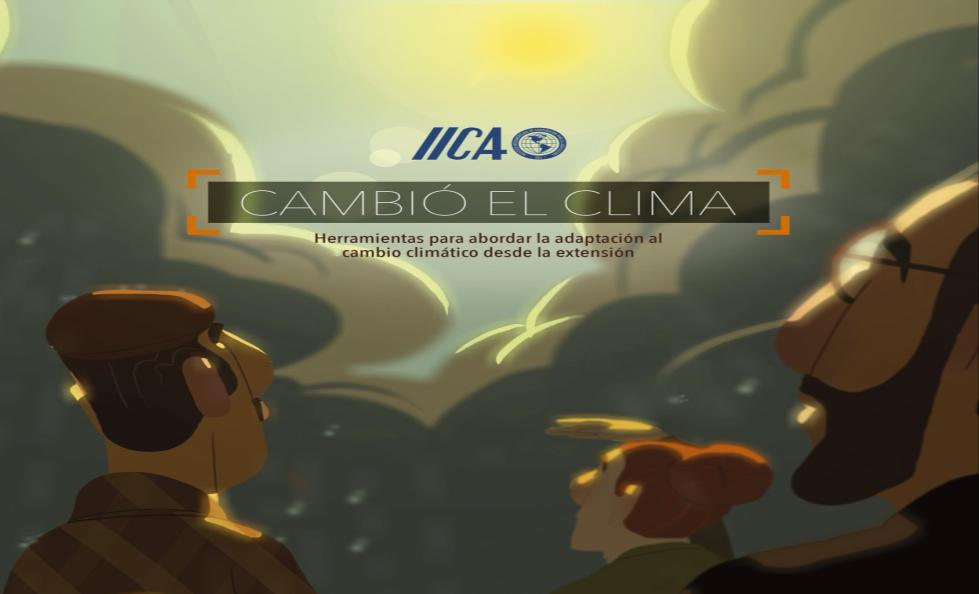 IICA
CAMBIÓ EL CLIMA
Herramientas para abordar la adaptación al
cambio climático desde la extensión